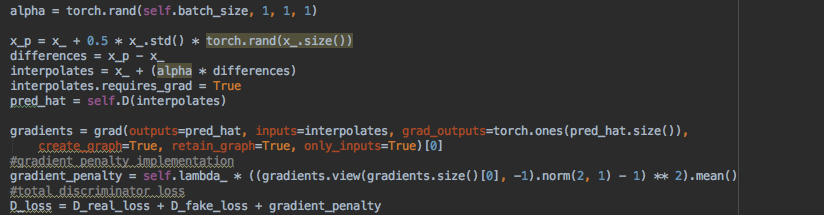 alpha = torch.rand(self.batch_size, 1, 1, 1)
x_p = x_ + 0.5 * x_.std() * torch.rand(x_.size())
differences = x_p - x_
interpolates = x_ + (alpha * differences)
interpolates.requires_grad = True
pred_hat = self.D(interpolates)
gradients = grad(outputs=pred_hat, inputs=interpolates, grad_outputs=torch.ones(pred_hat.size()),
create_graph=True, retain_graph=True, only_inputs=True)[0]
#gradient penalty implementation
gradient_penalty = self.lambda_ * ((gradients.view(gradients.size()[0], -1).norm(2, 1) - 1) ** 2).mean()
#total discriminator loss
D_loss = D_real_loss + D_fake_loss + gradient_penalty